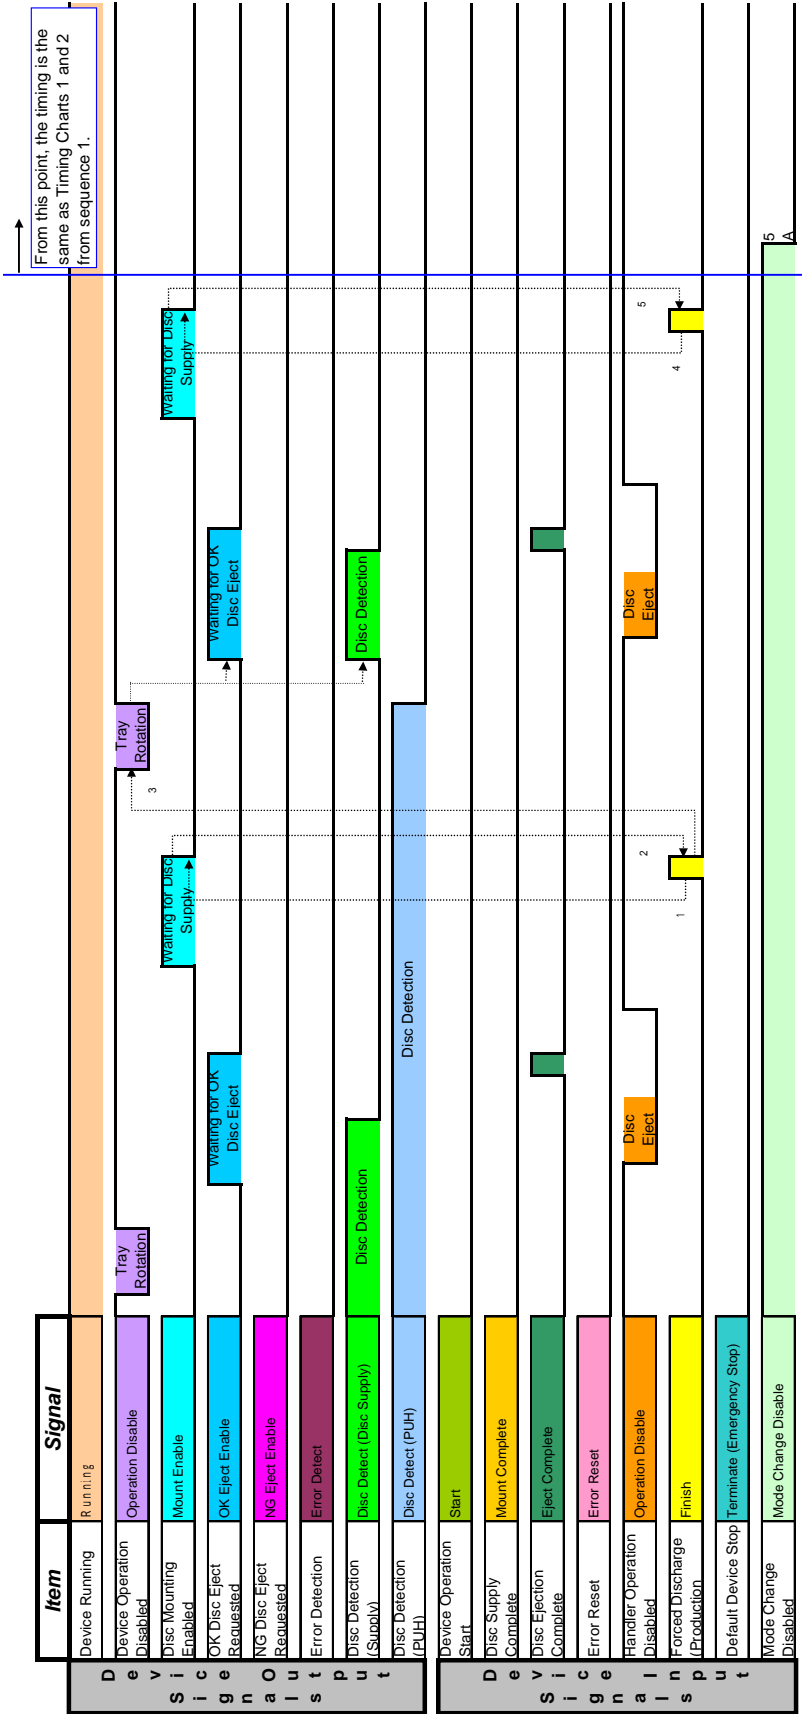 Item
Signal
Device Output
Signals
Device Running
Running
From this point, the timing is the
same as Timing Charts 1 and 2
from sequence 1.
Device Operation
Disabled
Operation Disable
Tray
Rotation
Tray
Rotation
3
Disc Mounting
Enabled
Mount Enable
Waiting for Disc
Supply
Waiting for Disc
Supply
OK Disc Eject
Requested
OK Eject Enable
Waiting for OK
Disc Eject
Waiting for OK
Disc Eject
NG Disc Eject
Requested
NG Eject Enable
Error Detection
Error Detect
Disc Detection
(Supply)
Disc Detect (Disc Supply)
Disc Detection
Disc Detection
Disc Detection
(PUH)
Disc Detect (PUH)
Disc Detection
Device Input
Signals
Device Operation
Start
Start
Disc Supply
Complete
Mount Complete
Disc Ejection
Complete
Eject Complete
Error Reset
Error Reset
Handler Operation
Disabled
Operation Disable
Disc
Eject
Disc
Eject
2
5
Forced Discharge
(Production
Finish
1
4
Default Device Stop
Terminate (Emergency Stop)
Mode Change
Disabled
Mode Change Disable
5
A